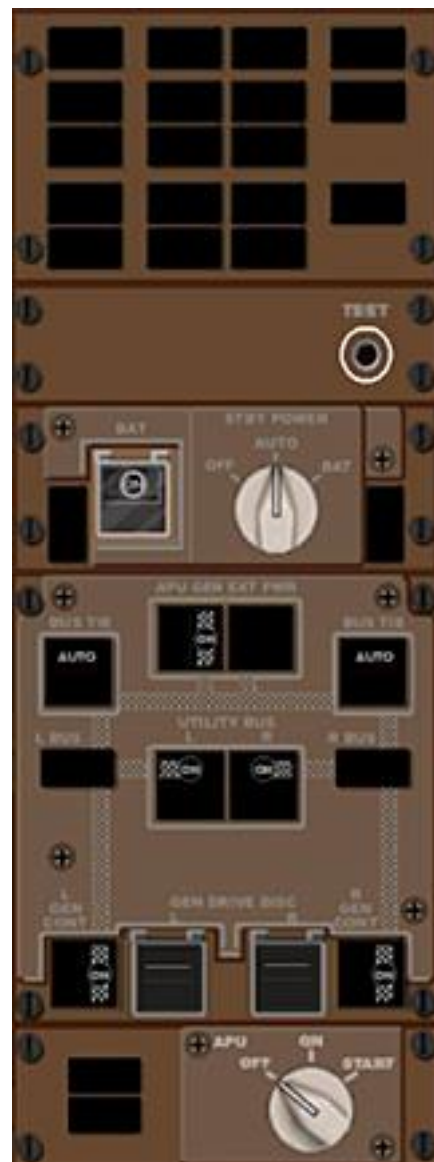 TEST
BAT
STBY POWER
OFF AUTO BAT
ON
APU GEN EXT PWR
BUS TIE BUS TIE
AUTO ON AUTO
UTILITY BUS
L R
L BUS R BUS
ON ON
L GEN CONT
R GEN CONT
GEN DRIVE DISC
L R
ON ON
APU OFF ON START